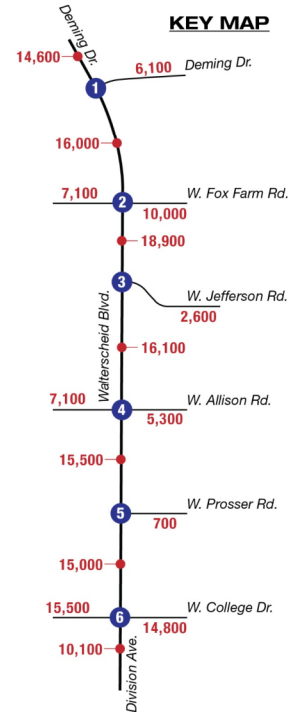 KEY MAP
Deming Dr.
14,600
6,100 Deming Dr.
1
16,000
7,100 W. Fox Farm Rd.
2
10,000
18,900
3
W. Jefferson Rd.
2,600
Walterscheid Blvd.
16,100
7,100 W. Allison Rd.
4
5,300
15,500
W. Prosser Rd.
5
700
15,000
15,500 W. College Dr.
6
14,800
10,100
Division Ave.